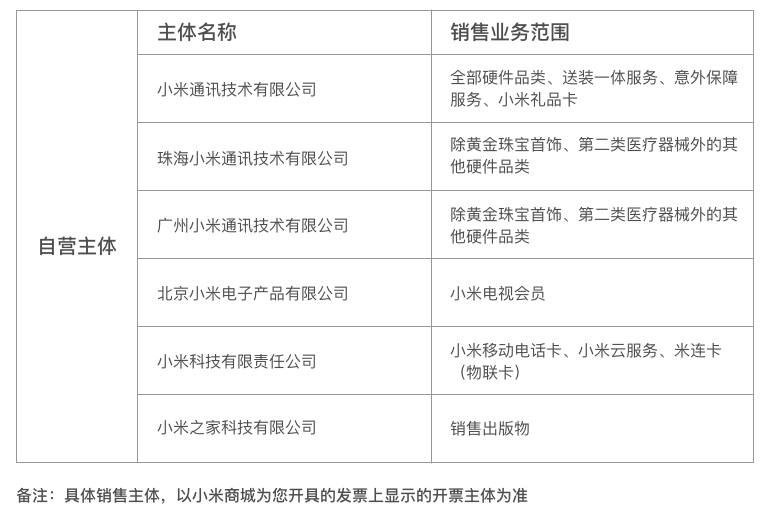 主体名称
销售业务范围
小米通讯技术有限公司
全部硬件品类、送装一体服务、意外保障
服务、小米礼品卡
珠海小米通讯技术有限公司
除黄金珠宝首饰、第二类医疗器械外的其
他硬件品类
广州小米通讯技术有限公司
除黄金珠宝首饰、第二类医疗器械外的其
他硬件品类
自营主体
北京小米电子产品有限公司
小米电视会员
小米科技有限责任公司
小米移动电话卡、小米云服务、米连卡
（物联卡）
小米之家科技有限公司
销售出版物
备注：具体销售主体，以小米商城为您开具的发票上显示的开票主体为准